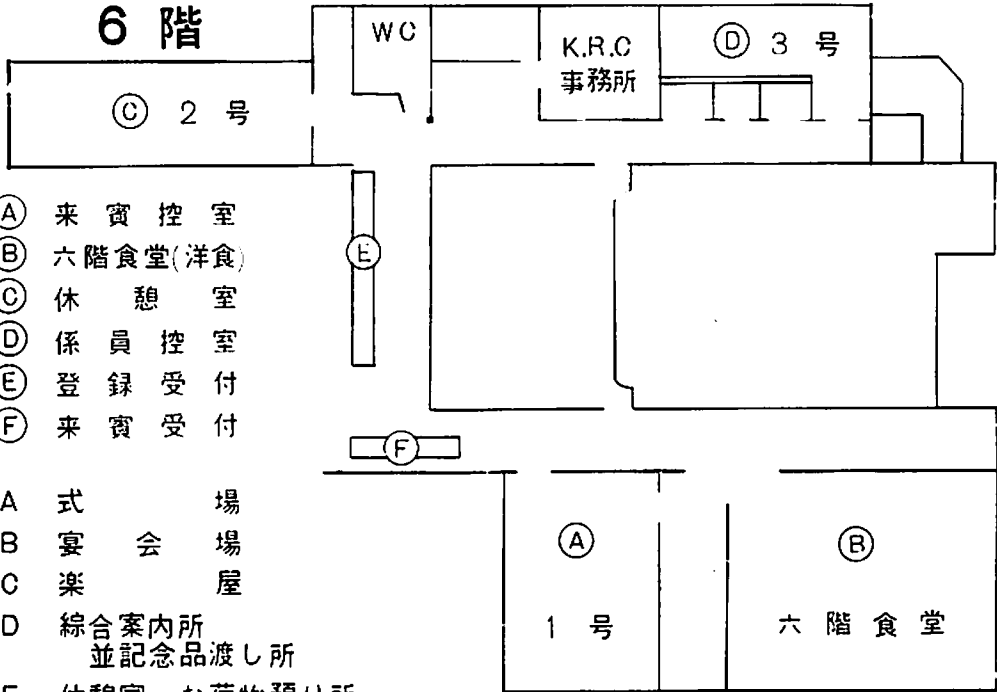 6 階
WC
K.R.C
事務所
Ⓓ 3 号
Ⓒ 2 号
Ⓐ 来 賓 控 室
Ⓑ 六階食堂(洋食)
Ⓒ 休 憩 室
Ⓓ 係 員 控 室
Ⓔ 登 録 受 付
Ⓕ 来 賓 受 付
Ⓔ
Ⓕ
A 式 場
B 宴 会 場
C 楽 屋
D 綜合案内所
並記念品渡し所
Ⓐ
1 号
Ⓑ
六 階 食 堂